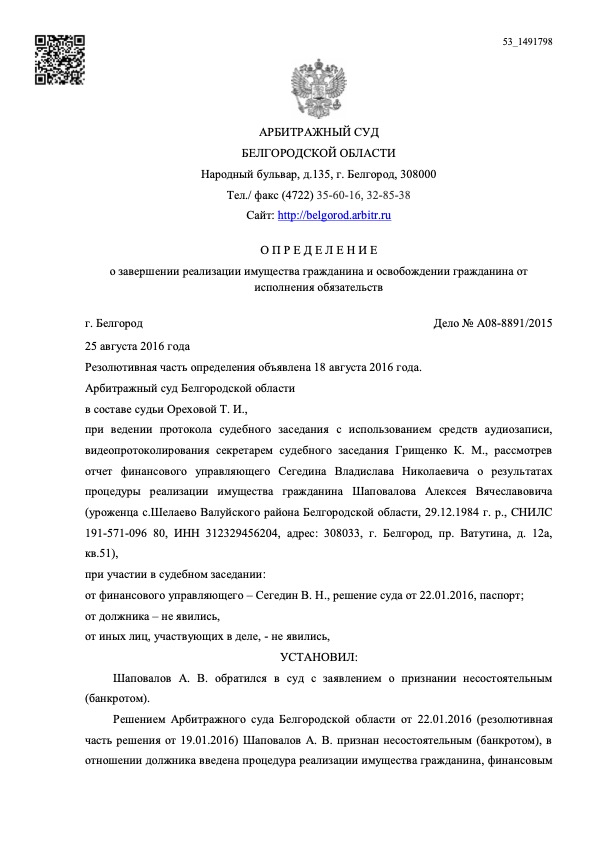 53_1491798
АРБИТРАЖНЫЙ СУД
БЕЛГОРОДСКОЙ ОБЛАСТИ
Народный бульвар, д.135, г. Белгород, 308000
Тел./ факс (4722) 35-60-16, 32-85-38
Сайт: http://belgorod.arbitr.ru
О П Р Е Д Е Л Е Н И Е
о завершении реализации имущества гражданина и освобождении гражданина от
исполнения обязательств
г. Белгород Дело № А08-8891/2015
25 августа 2016 года
Резолютивная часть определения объявлена 18 августа 2016 года.
Арбитражный суд Белгородской области
в составе судьи Ореховой Т. И.,
при ведении протокола судебного заседания с использованием средств аудиозаписи,
видеопротоколирования секретарем судебного заседания Грищенко К. М., рассмотрев
отчет финансового управляющего Сегедина Владислава Николаевича о результатах
процедуры реализации имущества гражданина Шаповалова Алексея Вячеславовича
(уроженца с.Шелаево Валуйского района Белгородской области, 29.12.1984 г. р., СНИЛС
191-571-096 80, ИНН 312329456204, адрес: 308033, г. Белгород, пр. Ватутина, д. 12а,
кв.51),
при участии в судебном заседании:
от финансового управляющего – Сегедин В. Н., решение суда от 22.01.2016, паспорт;
от должника – не явились,
от иных лиц, участвующих в деле, - не явились,
УСТАНОВИЛ:
Шаповалов А. В. обратился в суд с заявлением о признании несостоятельным
(банкротом).
Решением Арбитражного суда Белгородской области от 22.01.2016 (резолютивная
часть решения от 19.01.2016) Шаповалов А. В. признан несостоятельным (банкротом), в
отношении должника введена процедура реализации имущества гражданина, финансовым